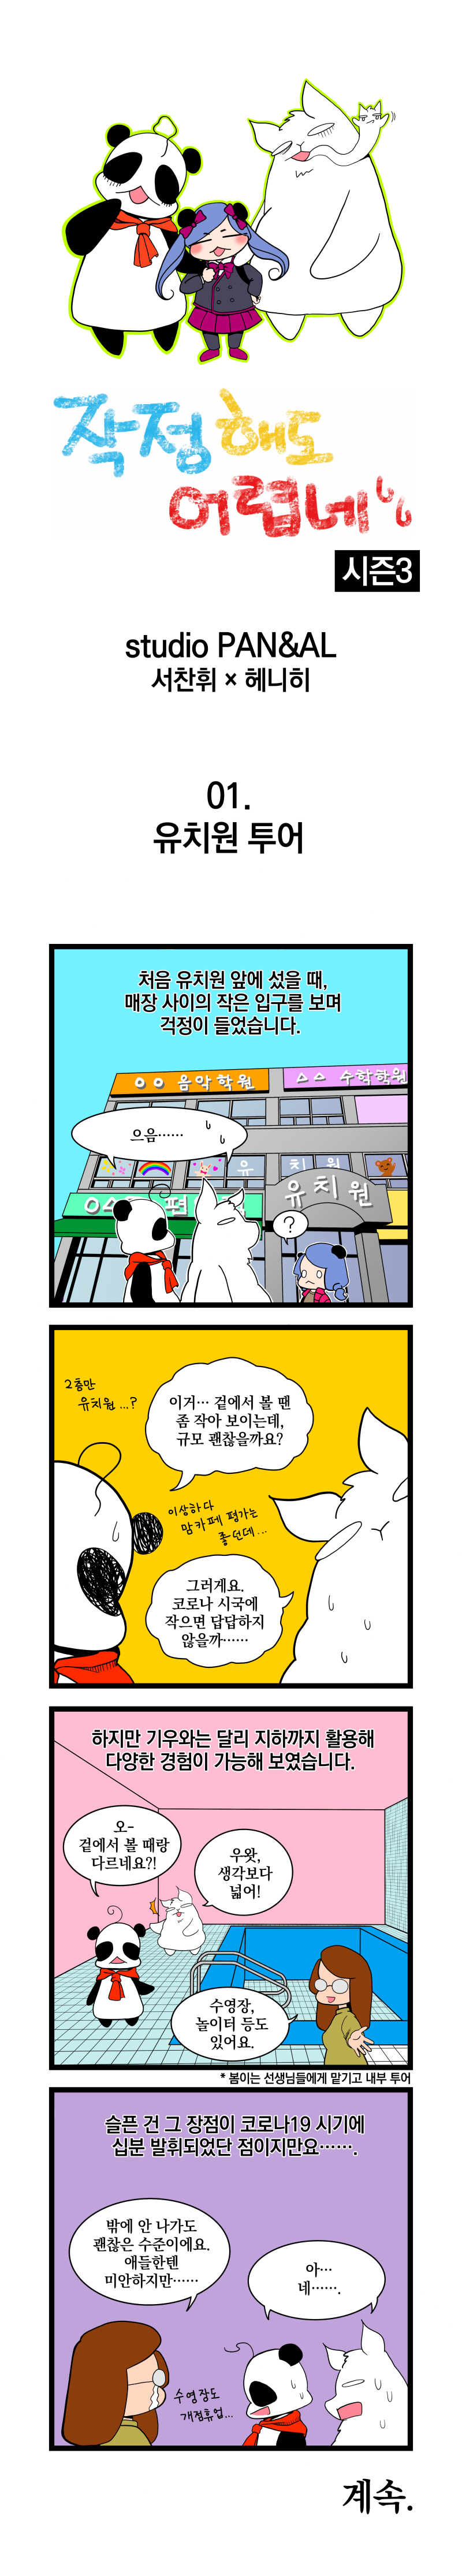 작정해도
어렵네
시즌3
studio PAN&AL
서찬휘 × 헤니히
01.
유치원 투어
처음 유치원 앞에 섰을 때,
매장 사이의 작은 입구를 보며
걱정이 들었습니다.
ㅇㅇ 음악학원
△△ 수학학원
으음……
유 치 원
ㅇ△
편
유치원
?
2층만
유치원...?
이거… 겉에서 볼 땐
좀 작아 보이는데,
규모 괜찮을까요?
이상하다
맘카페 평가는
좋던데...
그러게요.
코로나 시국에
작으면 답답하지
않을까……
하지만 기우와는 달리 지하까지 활용해
다양한 경험이 가능해 보였습니다.
오-
겉에서 볼 때랑
다르네요?!
우왓,
생각보다
넓어!
수영장,
놀이터 등도
있어요.
* 봄이는 선생님들에게 맡기고 내부 투어
슬픈 건 그 장점이 코로나19 시기에
십분 발휘되었단 점이지만요…….
밖에 안 나가도
괜찮은 수준이에요.
애들한텐
미안하지만……
아…
네…….
수영장도
개점휴업...
계속.